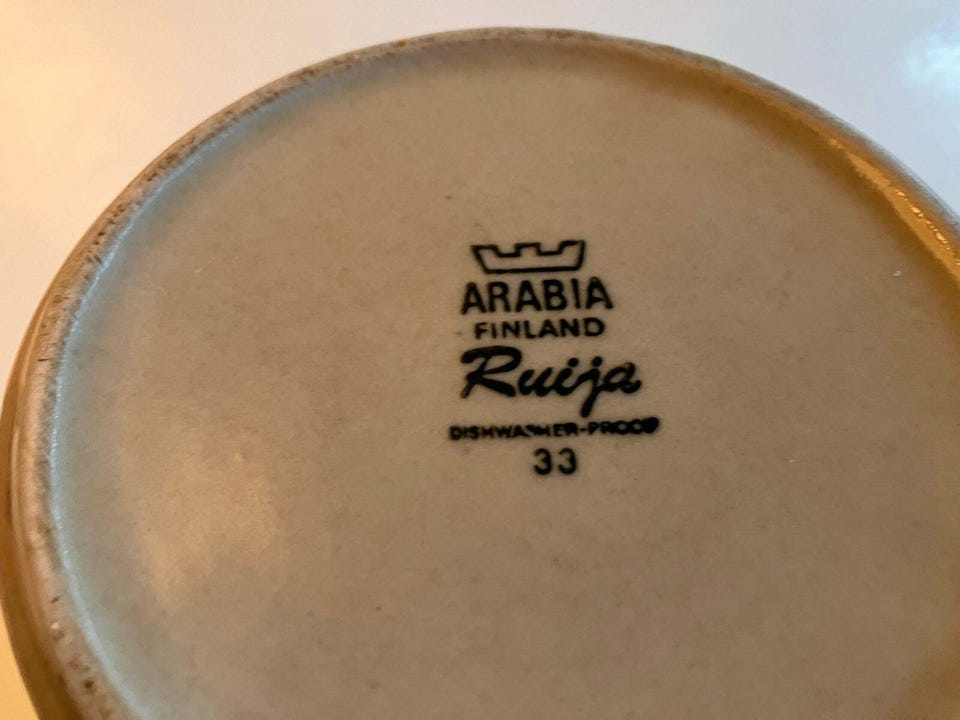 ARABIA
FINLAND
Ruija
DISHWASHER-PROOF
33